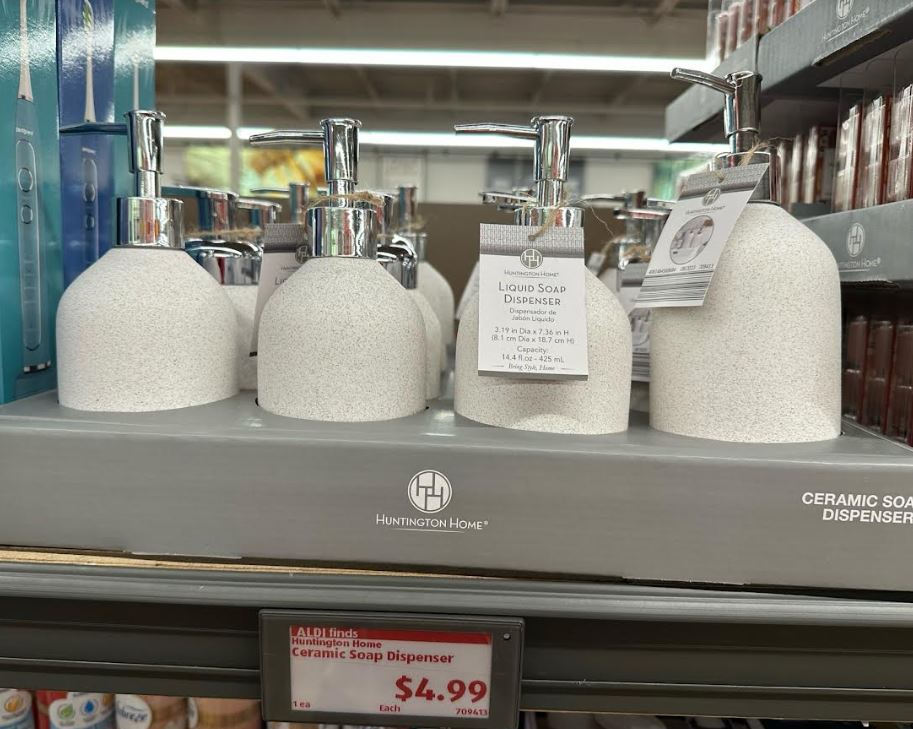 HUNTINGTON HOME
LIQUID SOAP
DISPENSER
Dispensador de
Jabón Líquido
3.19 in Dia x 7.36 in H
(8.1 cm Dia x 18.7 cm H)
Capacity:
14.4 fl oz - 425 mL
Bring Style, Home
HUNTINGTON HOME®
CERAMIC SOA
DISPENSER
ALDI finds
Huntington Home
Ceramic Soap Dispenser
$4.99
1 ea
Each
709413